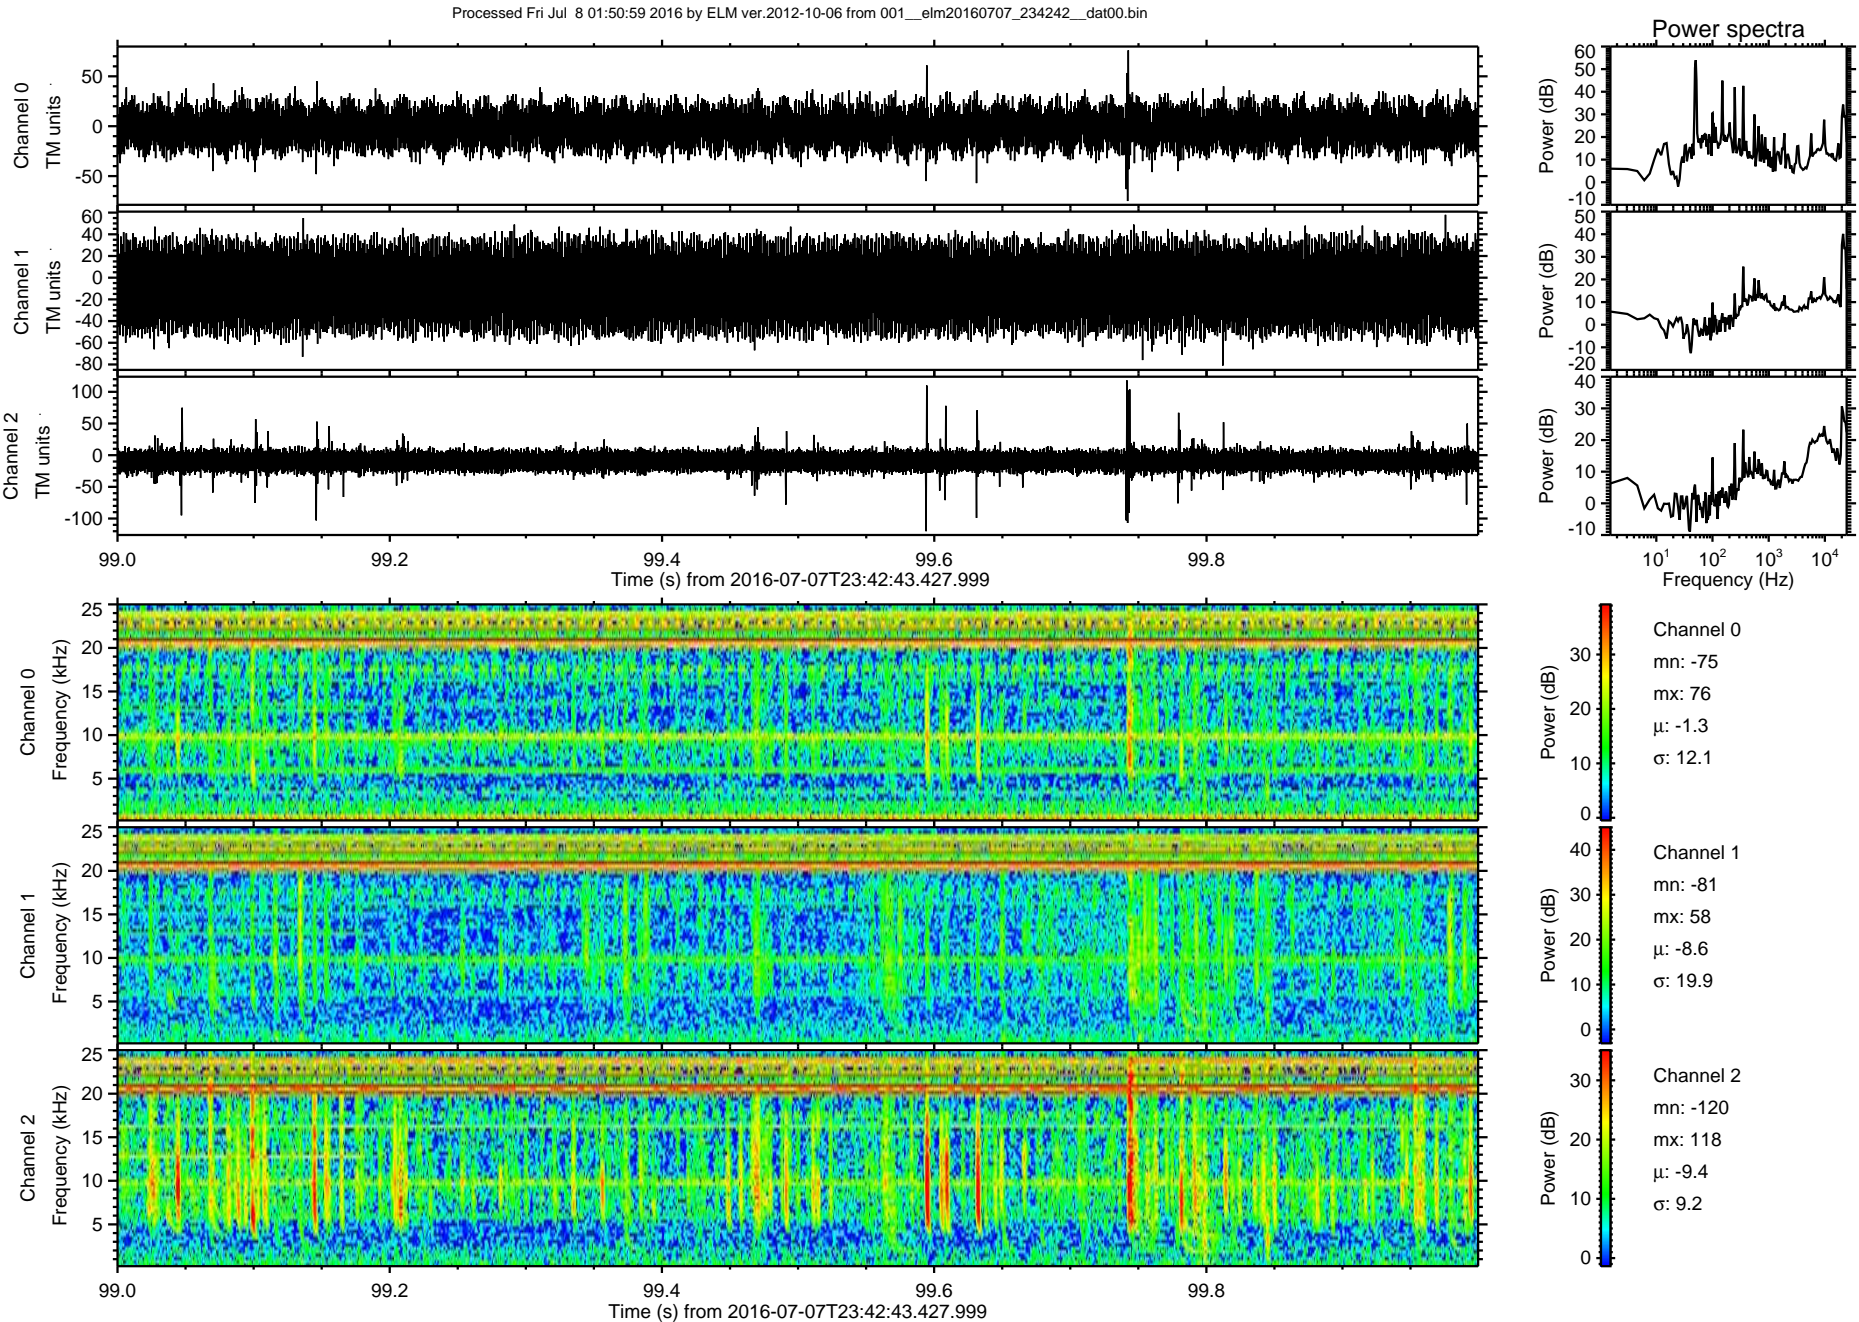 Processed Fri Jul  8 01:50:59 2016 by ELM ver.2012-10-06 from 001__elm20160707_234242__dat00.bin
Power spectra
Channel 0
TM units
50
0
-50
Power (dB)
60
50
40
30
20
10
0
-10
Channel 1
TM units
60
40
20
0
-20
-40
-60
-80
Power (dB)
50
40
30
20
10
0
-10
-20
Channel 2
TM units
100
50
0
-50
-100
Power (dB)
40
30
20
10
0
-10
99.0 99.2 99.4 99.6 99.8
Time (s) from 2016-07-07T23:42:43.427.999
10¹ 10² 10³ 10⁴
Frequency (Hz)
Channel 0
Frequency (kHz)
25
20
15
10
5
Power (dB)
30
20
10
0
Channel 0
mn: -75
mx: 76
μ: -1.3
σ: 12.1
Channel 1
Frequency (kHz)
25
20
15
10
5
Power (dB)
40
30
20
10
0
Channel 1
mn: -81
mx: 58
μ: -8.6
σ: 19.9
Channel 2
Frequency (kHz)
25
20
15
10
5
Power (dB)
30
20
10
0
Channel 2
mn: -120
mx: 118
μ: -9.4
σ: 9.2
99.0 99.2 99.4 99.6 99.8
Time (s) from 2016-07-07T23:42:43.427.999